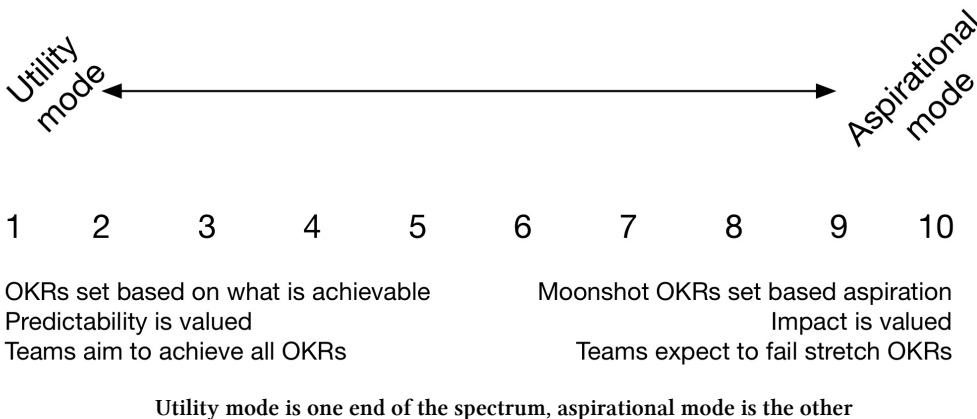 Utility
mode
Aspirational
mode
1 2 3 4 5 6 7 8 9 10
OKRs set based on what is achievable
Predictability is valued
Teams aim to achieve all OKRs
Moonshot OKRs set based aspiration
Impact is valued
Teams expect to fail stretch OKRs
Utility mode is one end of the spectrum, aspirational mode is the other